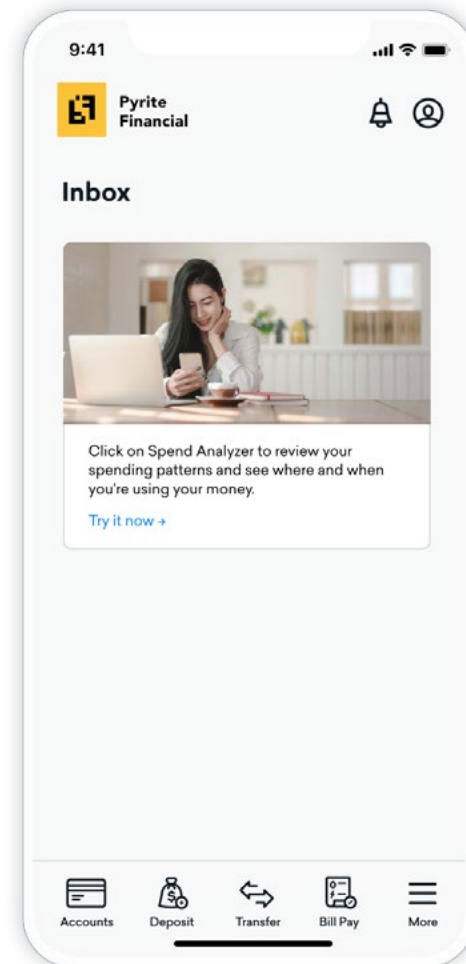 9:41
Pyrite
Financial
Inbox
Click on Spend Analyzer to review your
spending patterns and see where and when
you're using your money.
Try it now →
Accounts Deposit Transfer Bill Pay More